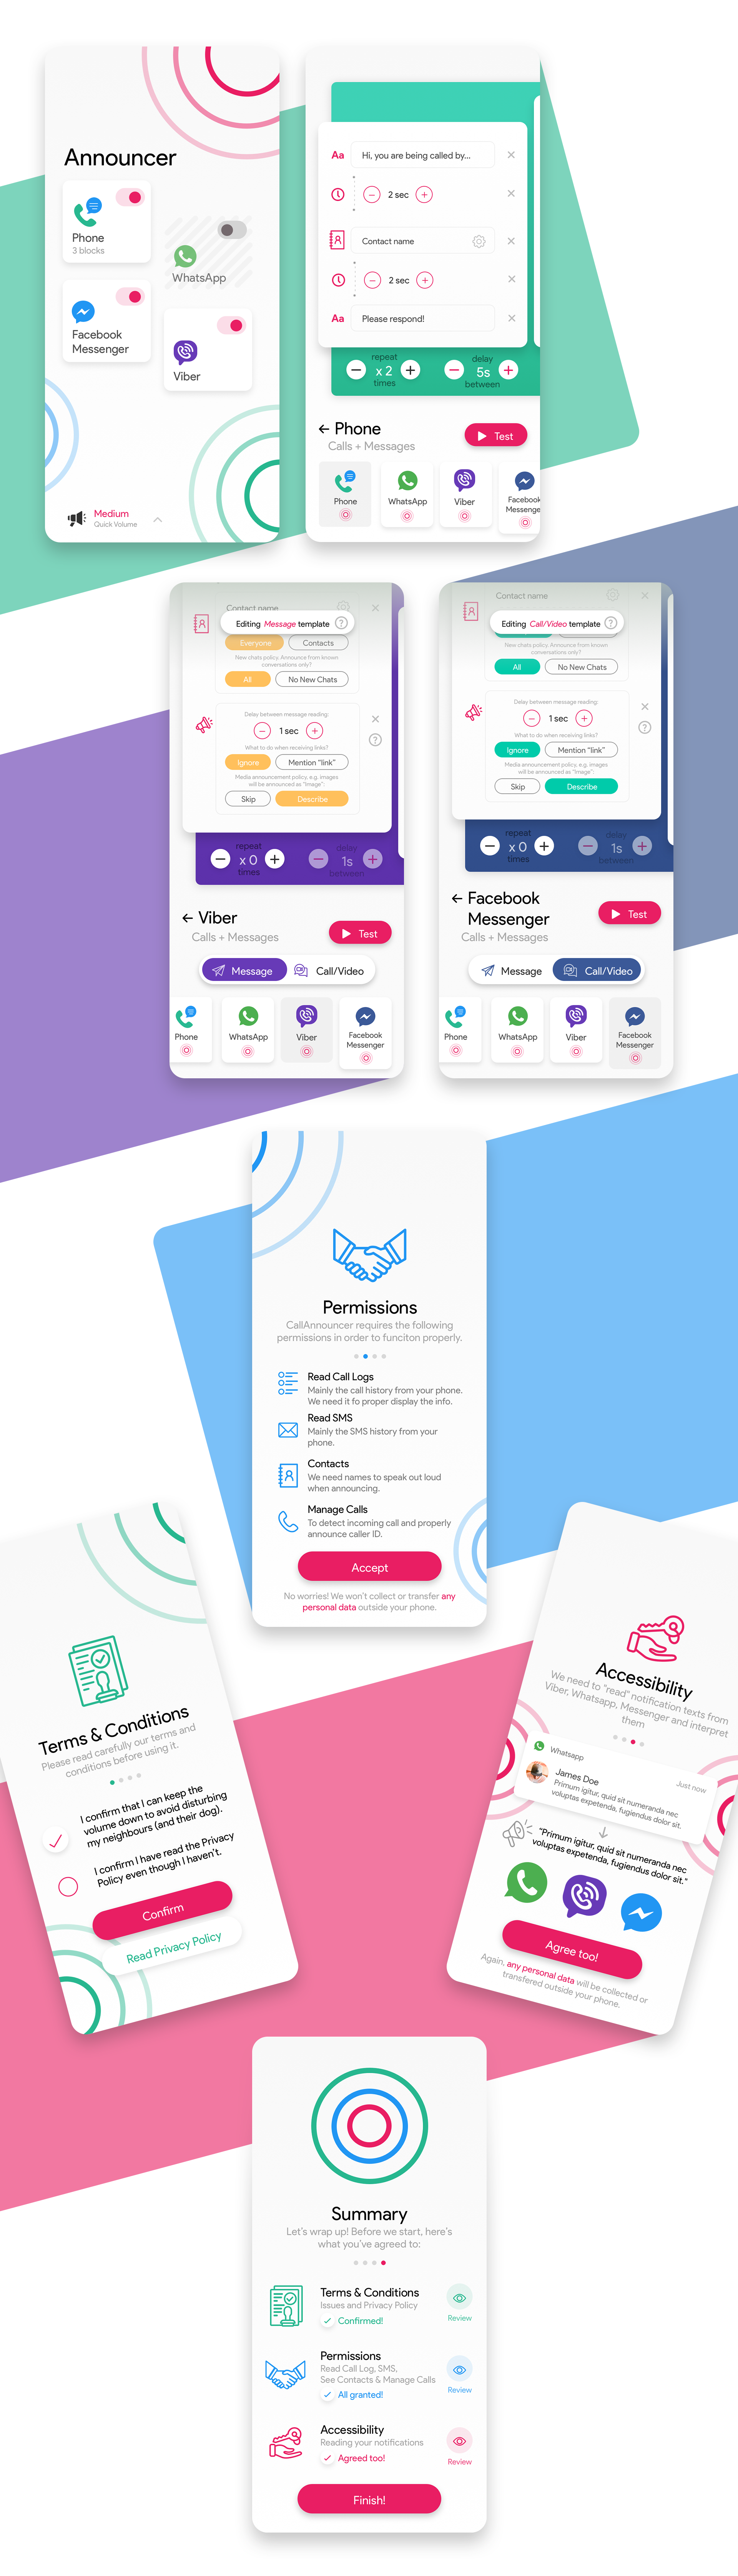 Announcer
Phone
3 blocks
WhatsApp
Facebook
Messenger
Viber
Medium
Quick Volume
Aa
Hi, you are being called by...
2 sec
Contact name
2 sec
Aa
Please respond!
repeat
x 2
times
delay
5s
between
Phone
Calls + Messages
Test
Phone
WhatsApp
Viber
Facebook
Messenge
Contact name
Editing Message template
?
Everyone
Contacts
New chats policy. Announce from known
conversations only?
All
No New Chats
Delay between message reading:
1 sec
?
What to do when receiving links?
Ignore
Mention "link"
Media announcement policy, e.g. images
will be announced as "Image":
Skip
Describe
repeat
x 0
times
delay
1s
between
Viber
Calls + Messages
Test
Message
Call/Video
Phone
WhatsApp
Viber
Facebook
Messenger
Contact name
Editing Call/Video template
?
New chats policy. Announce from known
conversations only?
All
No New Chats
Delay between message reading:
1 sec
?
What to do when receiving links?
Ignore
Mention "link"
Media announcement policy, e.g. images
will be announced as "Image":
Skip
Describe
repeat
x 0
times
delay
1s
between
Facebook
Messenger
Calls + Messages
Test
Message
Call/Video
Phone
WhatsApp
Viber
Facebook
Messenger
Permissions
CallAnnouncer requires the following
permissions in order to funciton properly.
Read Call Logs
Mainly the call history from your phone.
We need it fo proper display the info.
Read SMS
Mainly the SMS history from your
phone.
Contacts
We need names to speak out loud
when announcing.
Manage Calls
To detect incoming call and properly
announce caller ID.
Accept
No worries! We won't collect or transfer any
personal data outside your phone.
Terms & Conditions
Please read carefully our terms and
conditions before using it.
I confirm that I can keep the
volume down to avoid disturbing
my neighbours (and their dog).
I confirm I have read the Privacy
Policy even though I haven't.
Confirm
Read Privacy Policy
Accessibility
We need to "read" notification texts from
Viber, Whatsapp, Messenger and interpret
them
Whatsapp
Just now
James Doe
Primum igitur, quid sit numeranda nec
voluptas expetenda, fugiendus dolor sit.
"Primum igitur, quid sit numeranda nec
voluptas expetenda, fugiendus dolor sit."
Agree too!
Again, any personal data will be collected or
transfered outside your phone.
Summary
Let's wrap up! Before we start, here's
what you've agreed to:
Terms & Conditions
Issues and Privacy Policy
Confirmed!
Review
Permissions
Read Call Log, SMS,
See Contacts & Manage Calls
All granted!
Review
Accessibility
Reading your notifications
Agreed too!
Review
Finish!